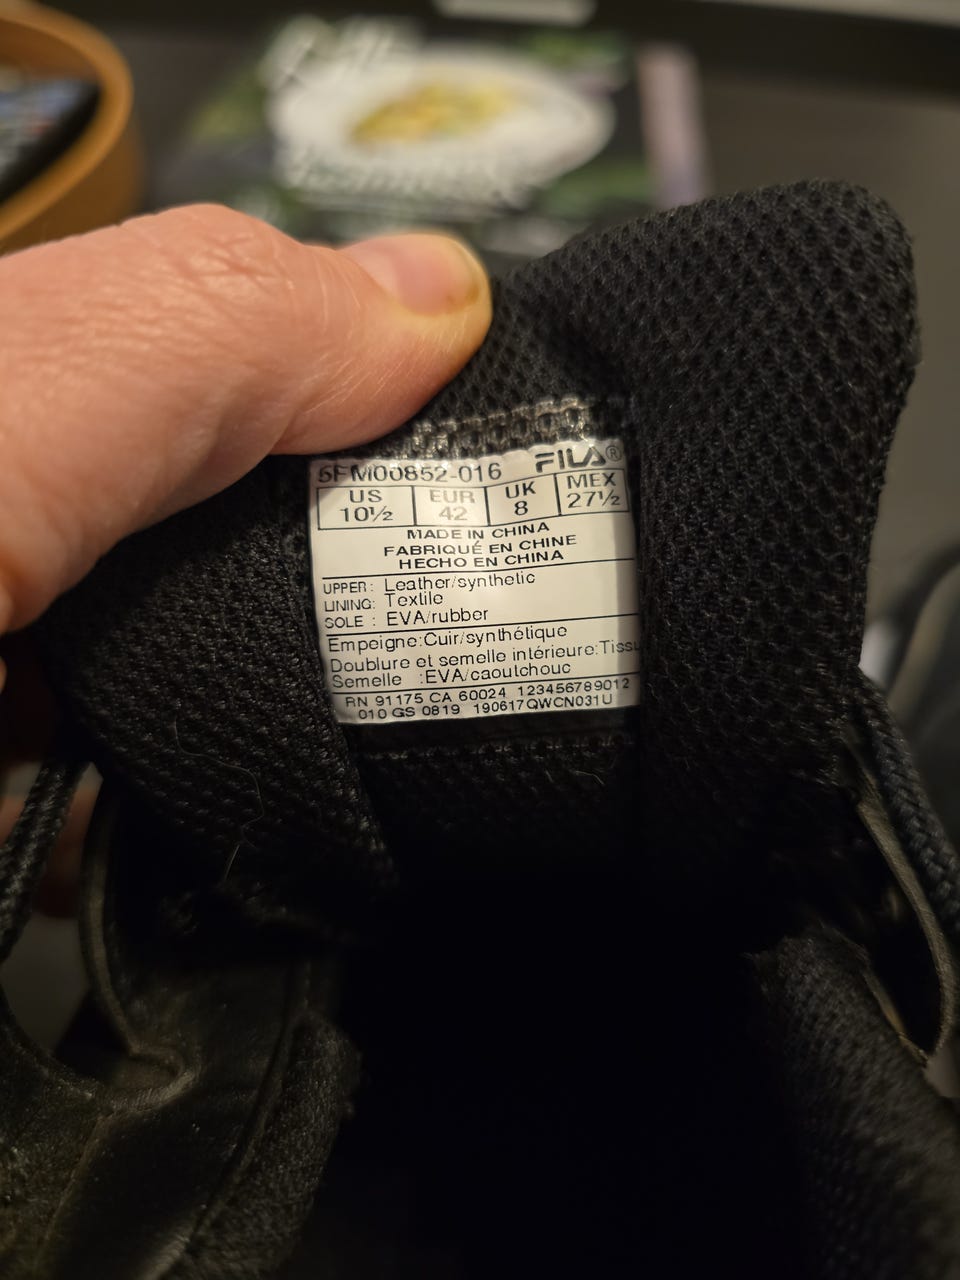 5FM00852-016 FILA®
US EUR UK MEX
10½ 42 8 27½
MADE IN CHINA
FABRIQUÉ EN CHINE
HECHO EN CHINA
UPPER: Leather/synthetic
LINING: Textile
SOLE : EVA/rubber
Empeigne:Cuir/synthétique
Doublure et semelle intérieure:Tissu
Semelle :EVA/caoutchouc
RN 91175 CA 60024 123456789012
010 GS 0819 190617QWCN031U